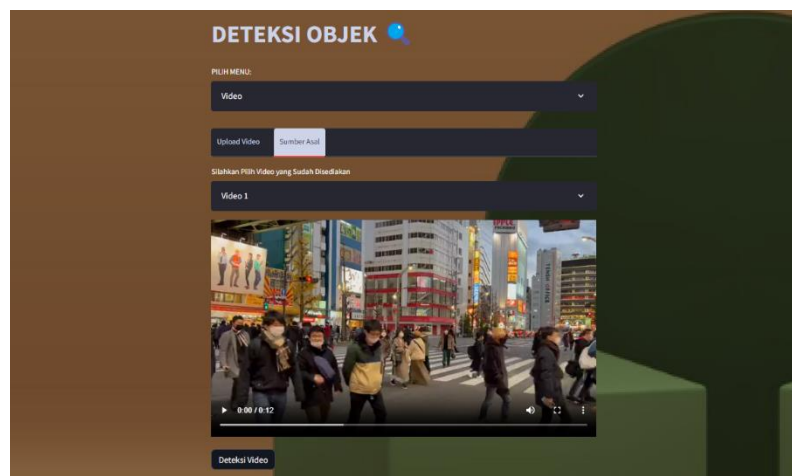 DETEKSI OBJEK
PILIH MENU:
Video
Upload Video Sumber Asal
Silahkan Pilih Video yang Sudah Disediakan
Video 1
0:00 / 0:12
Deteksi Video